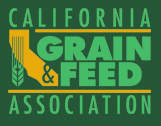 CALIFORNIA
GRAIN
& FEED
ASSOCIATION